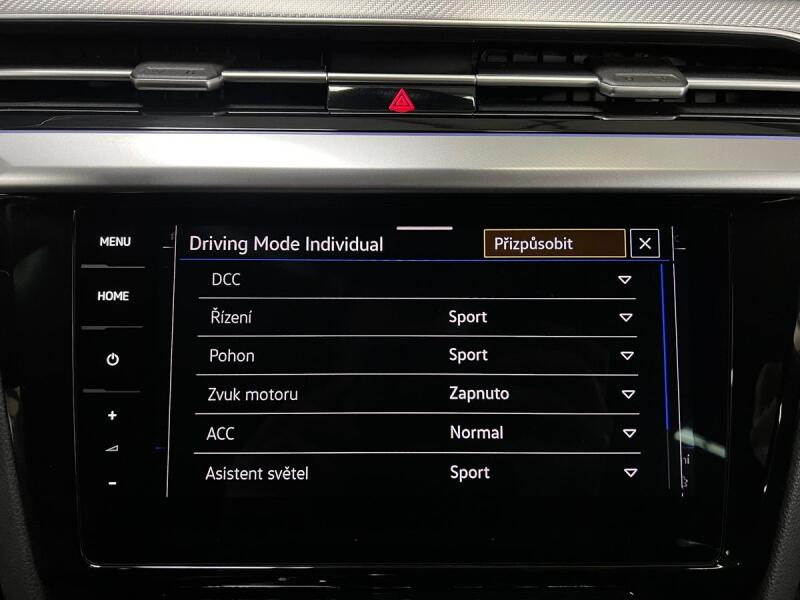 MENU
HOME
+
-
Driving Mode Individual
Přizpůsobit
DCC
Řízení Sport
Pohon Sport
Zvuk motoru Zapnuto
ACC Normal
Asistent světel Sport